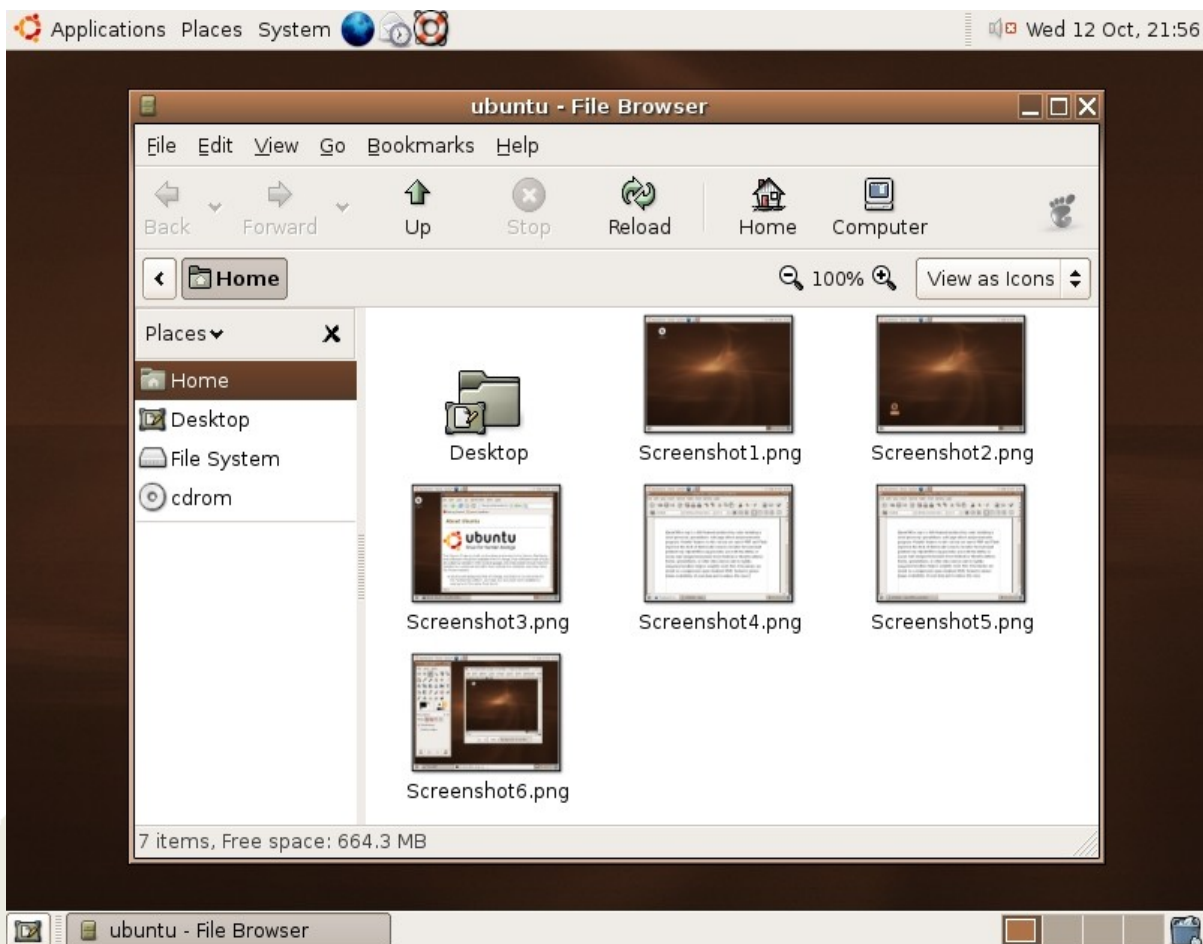 Applications Places System Wed 12 Oct, 21:56
ubuntu - File Browser
File Edit View Go Bookmarks Help
Back Forward Up Stop Reload Home Computer
Home 100% View as Icons
Places
Home
Desktop
File System
cdrom
Desktop Screenshot1.png Screenshot2.png
ubuntu
Screenshot3.png Screenshot4.png Screenshot5.png
Screenshot6.png
7 items, Free space: 664.3 MB
ubuntu - File Browser